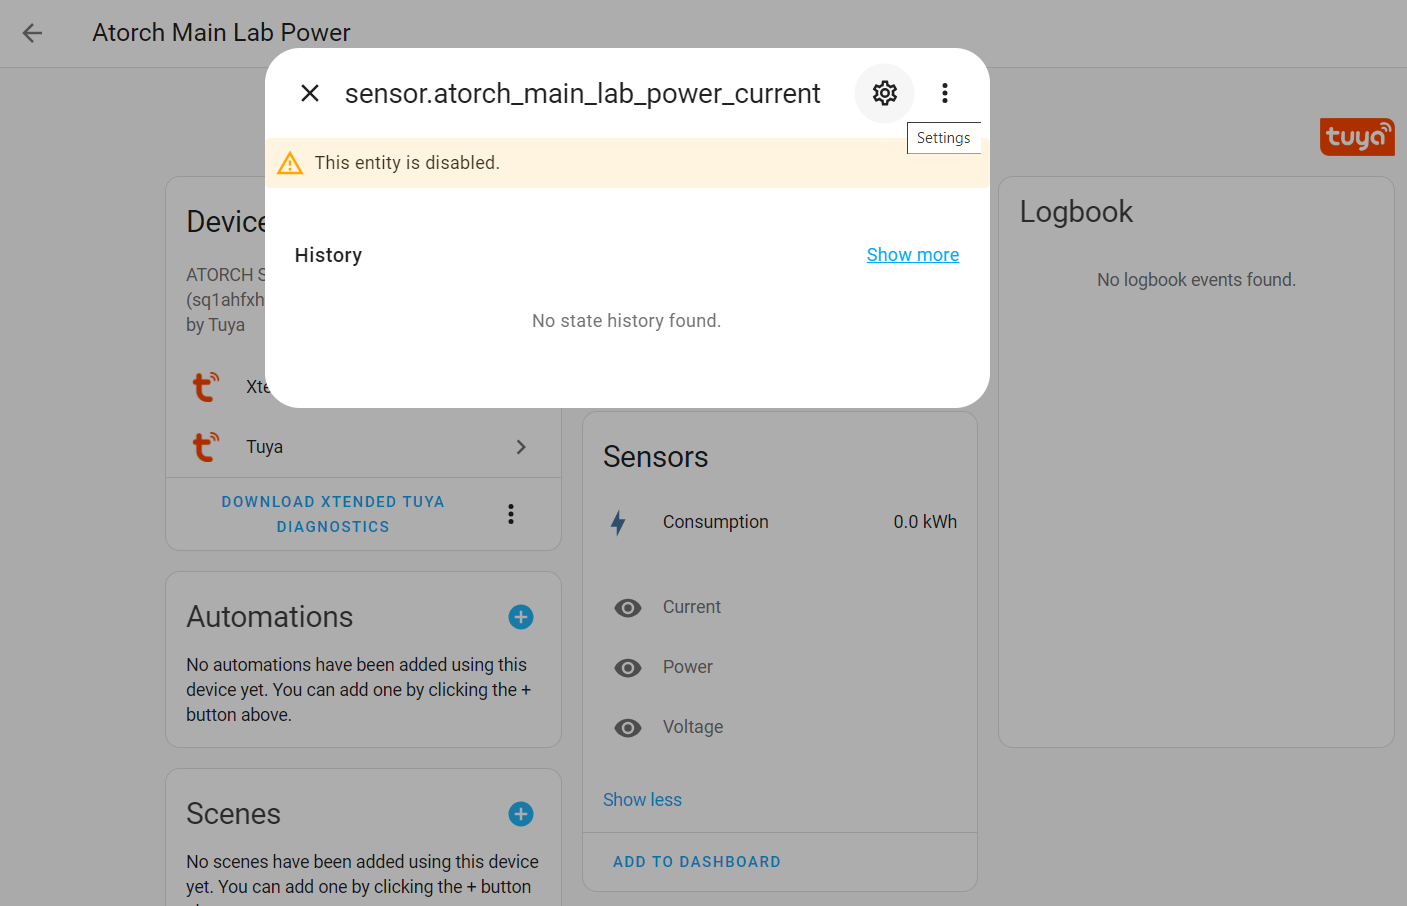 Atorch Main Lab Power
sensor.atorch_main_lab_power_current
Settings
This entity is disabled.
History
Show more
No state history found.
tuya
Device
ATORCH S
(sq1ahfxh
by Tuya
Xte
Tuya
DOWNLOAD XTENDED TUYA
DIAGNOSTICS
Automations
No automations have been added using this
device yet. You can add one by clicking the +
button above.
Scenes
No scenes have been added using this device
yet. You can add one by clicking the + button
Sensors
Consumption 0.0 kWh
Current
Power
Voltage
Show less
ADD TO DASHBOARD
Logbook
No logbook events found.